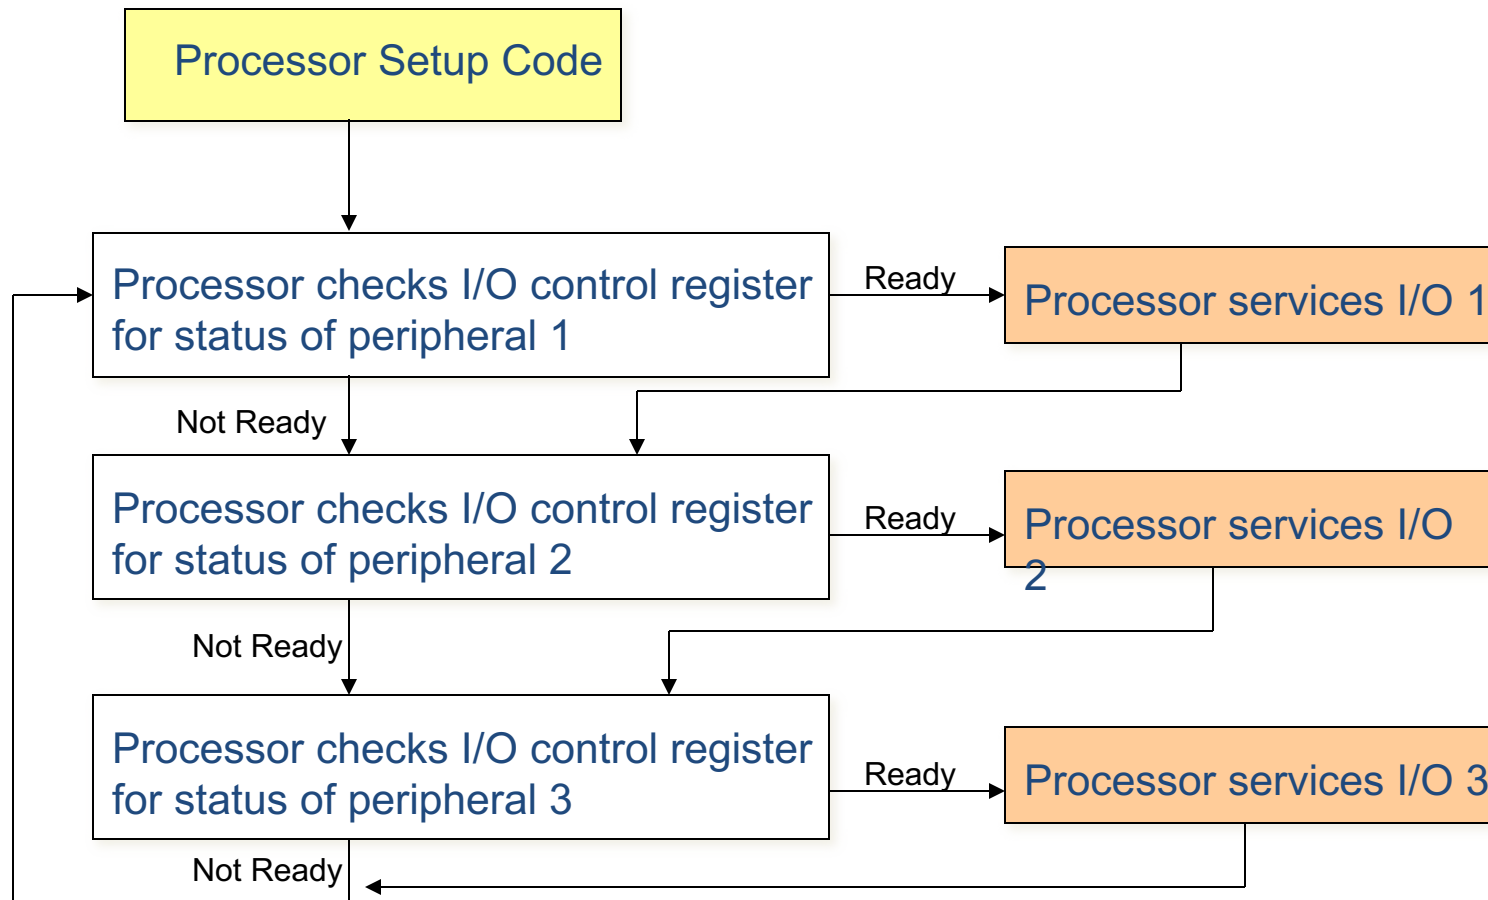 Processor Setup Code
Processor checks I/O control register
for status of peripheral 1
Ready
Processor services I/O 1
Not Ready
Processor checks I/O control register
for status of peripheral 2
Ready
Processor services I/O
2
Not Ready
Processor checks I/O control register
for status of peripheral 3
Ready
Processor services I/O 3
Not Ready